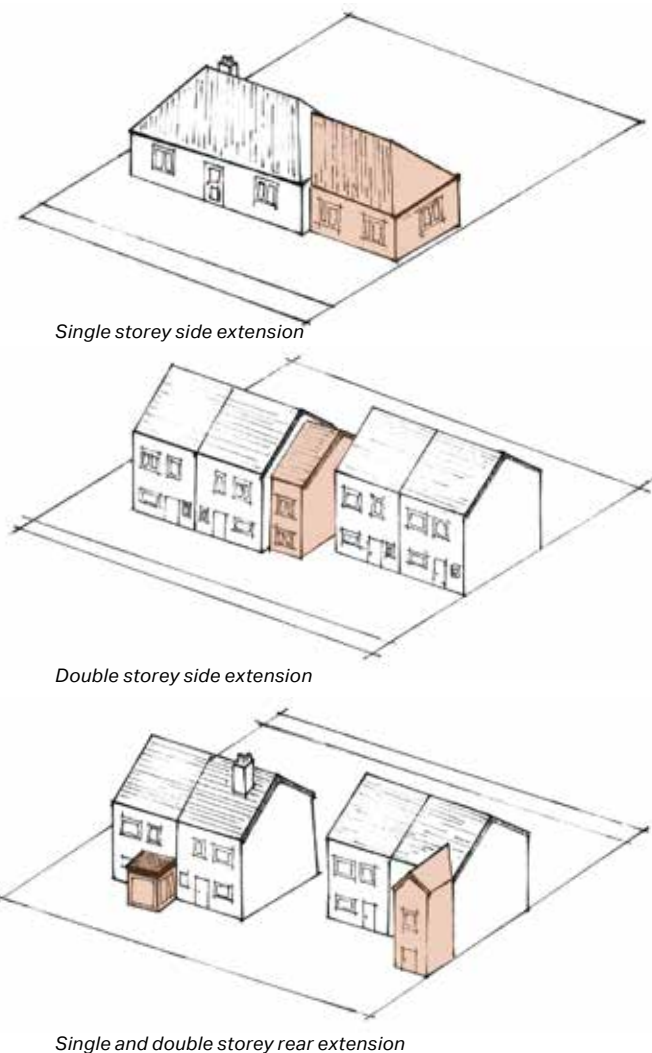 Single storey side extension
Double storey side extension
Single and double storey rear extension